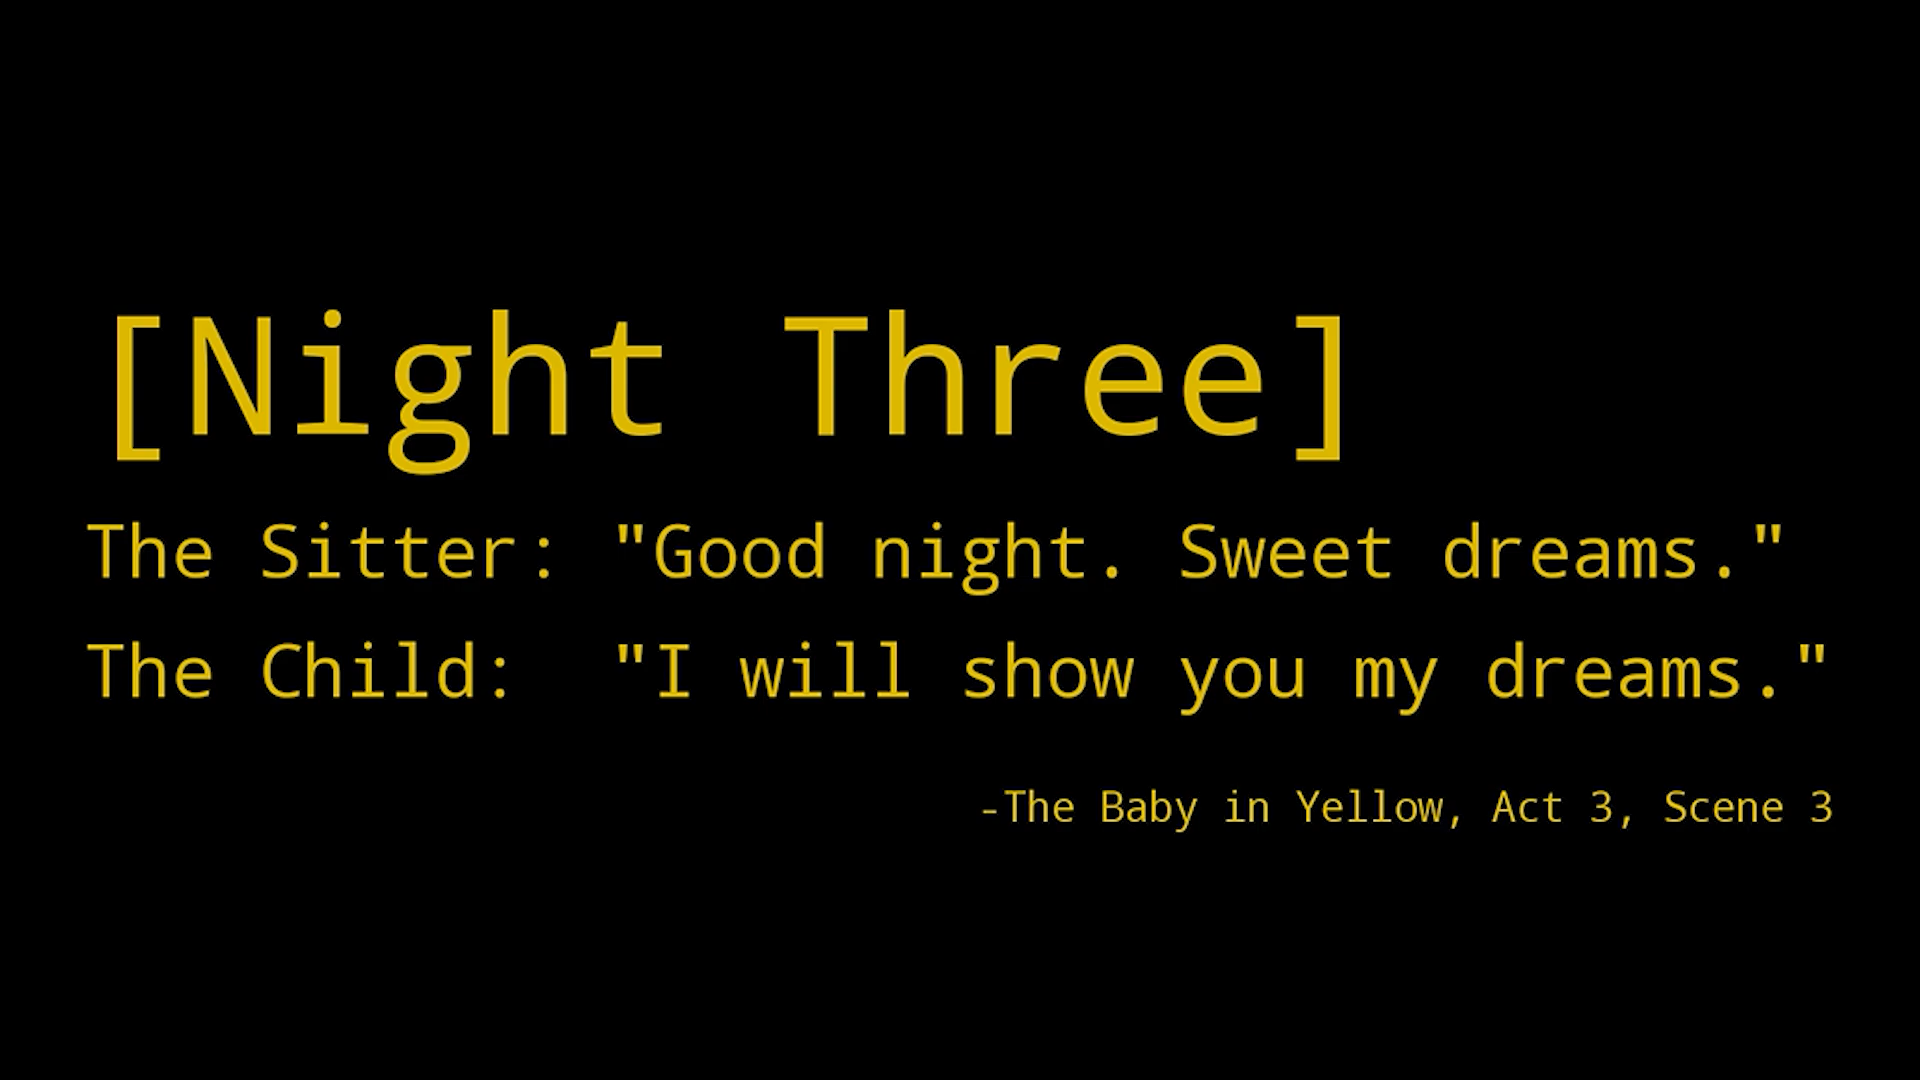 [Night Three]
The Sitter: "Good night. Sweet dreams."
The Child:  "I will show you my dreams."
-The Baby in Yellow, Act 3, Scene 3